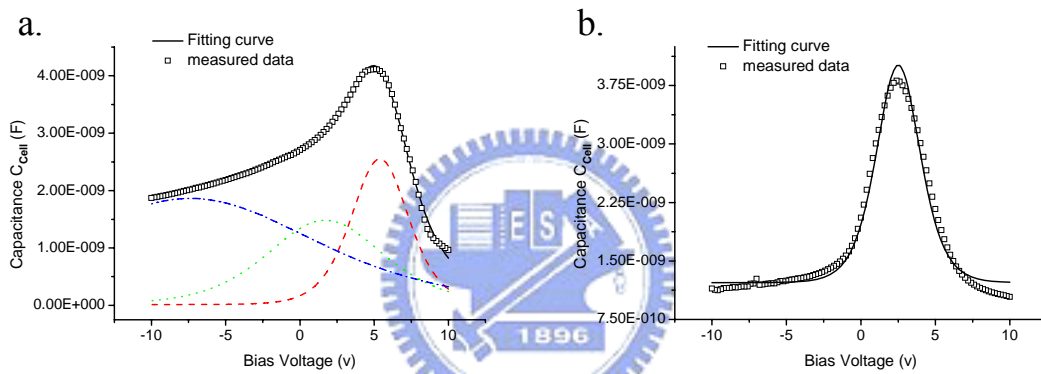 a.
Fitting curve
measured data
4.00E-009
3.00E-009
2.00E-009
1.00E-009
0.00E+000
Capacitance C_Cell (F)
-10 -5 0 5 10
Bias Voltage (v)
b.
Fitting curve
measured data
3.75E-009
3.00E-009
2.25E-009
1.50E-009
7.50E-010
Capacitance C_Cell (F)
-10 -5 0 5 10
Bias Voltage (v)
ES
1896